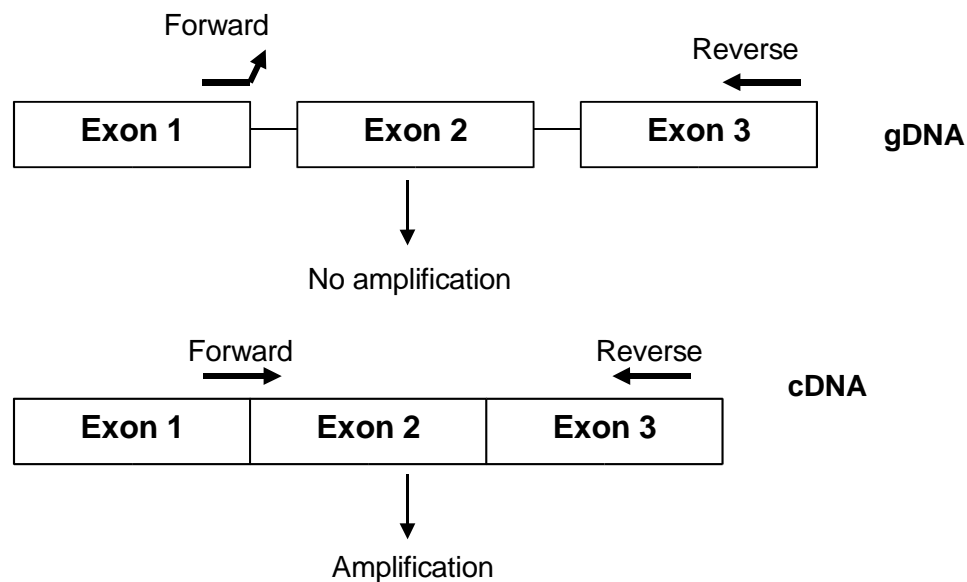 Forward
Reverse
Exon 1 Exon 2 Exon 3
gDNA
No amplification
Forward Reverse
cDNA
Exon 1 Exon 2 Exon 3
Amplification